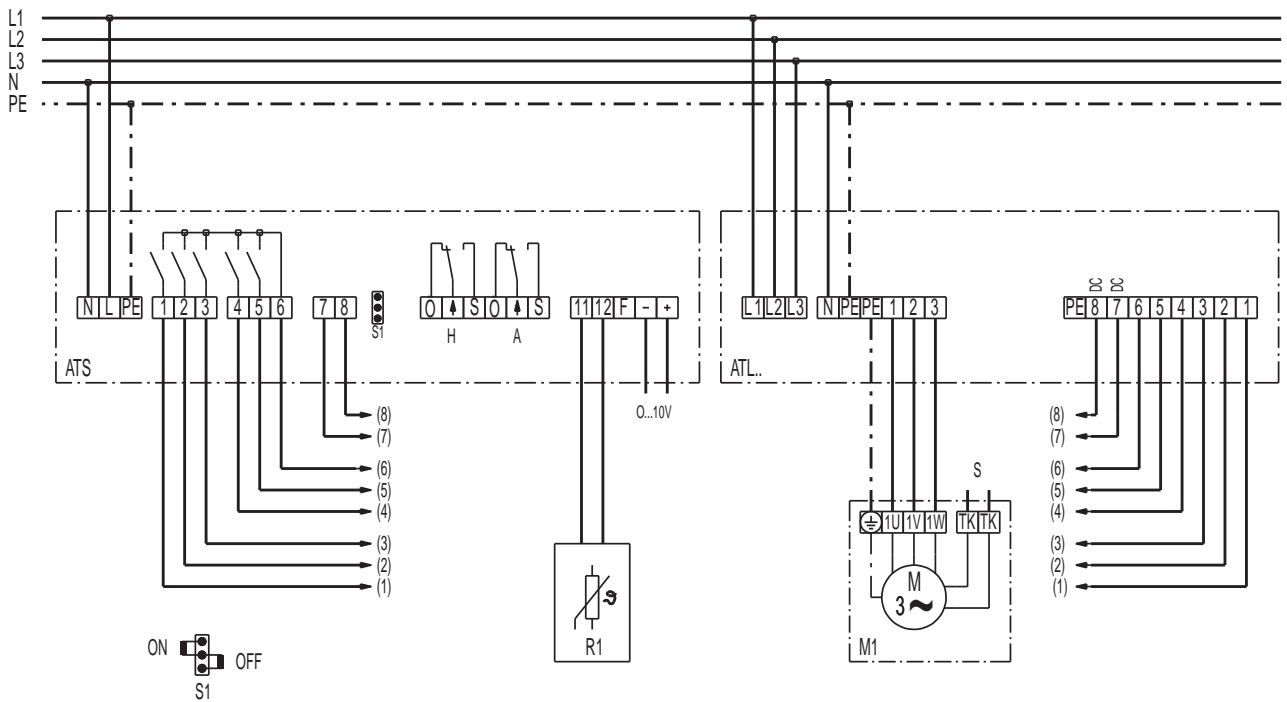 L1
L2
L3
N
PE
N L PE 1 2 3 4 5 6 7 8 O S O S 11 12 F – + L1 L2 L3 N PE PE 1 2 3 PE 8 7 6 5 4 3 2 1
DC DC
S1
H A
ATS
ATL..
O...10V
(8)
(7)
(6)
(5)
(4)
(3)
(2)
(1)
R1
ϑ
S
1U 1V 1W TK TK
M
3 ~
M1
(8)
(7)
(6)
(5)
(4)
(3)
(2)
(1)
ON OFF
S1